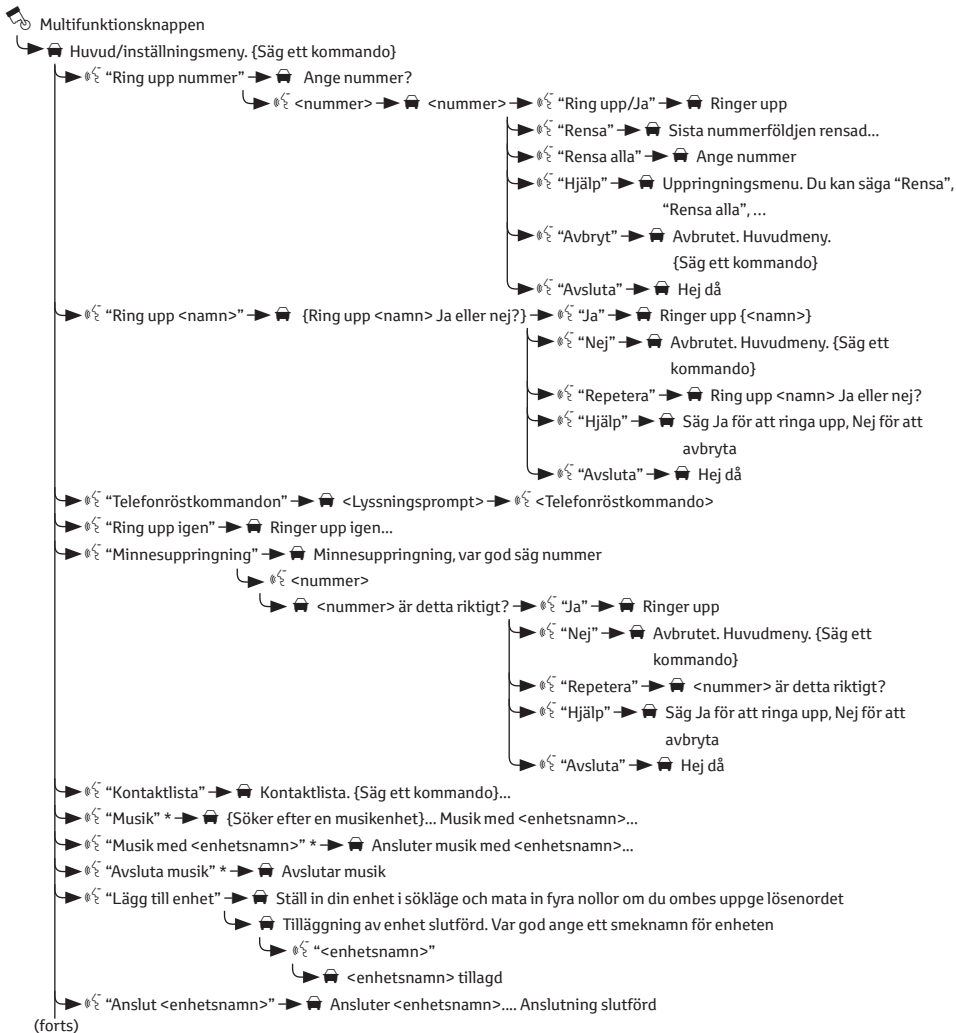 Multifunktionsknappen
Huvud/inställningsmeny. {Säg ett kommando}
“Ring upp nummer” Ange nummer?
<nummer> <nummer> “Ring upp/Ja” Ringer upp
“Rensa” Sista nummerföldjen rensad...
“Rensa alla” Ange nummer
“Hjälp” Uppringningsmenu. Du kan säga “Rensa”,
“Rensa alla”, ...
“Avbryt” Avbrutet. Huvudmeny.
{Säg ett kommando}
“Avsluta” Hej då
“Ring upp <namn>” {Ring upp <namn> Ja eller nej?} “Ja” Ringer upp {<namn>}
“Nej” Avbrutet. Huvudmeny. {Säg ett
kommando}
“Repetera” Ring upp <namn> Ja eller nej?
“Hjälp” Säg Ja för att ringa upp, Nej för att
avbryta
“Avsluta” Hej då
“Telefonröstkommandon” <Lyssningsprompt> <Telefonröstkommando>
“Ring upp igen” Ringer upp igen...
“Minnesuppringning” Minnesuppringning, var god säg nummer
<nummer>
<nummer> är detta riktigt? “Ja” Ringer upp
“Nej” Avbrutet. Huvudmeny. {Säg ett
kommando}
“Repetera” <nummer> är detta riktigt?
“Hjälp” Säg Ja för att ringa upp, Nej för att
avbryta
“Avsluta” Hej då
“Kontaktlista” Kontaktlista. {Säg ett kommando}...
“Musik” * {Söker efter en musikenhet}... Musik med <enhetsnamn>...
“Musik med <enhetsnamn>” * Ansluter musik med <enhetsnamn>...
“Avsluta musik” * Avslutar musik
“Lägg till enhet” Ställ in din enhet i sökläge och mata in fyra nollor om du ombes uppge lösenordet
Tilläggning av enhet slutförd. Var god ange ett smeknamn för enheten
“<enhetsnamn>”
<enhetsnamn> tillagd
“Anslut <enhetsnamn>” Ansluter <enhetsnamn>.... Anslutning slutförd
(forts)